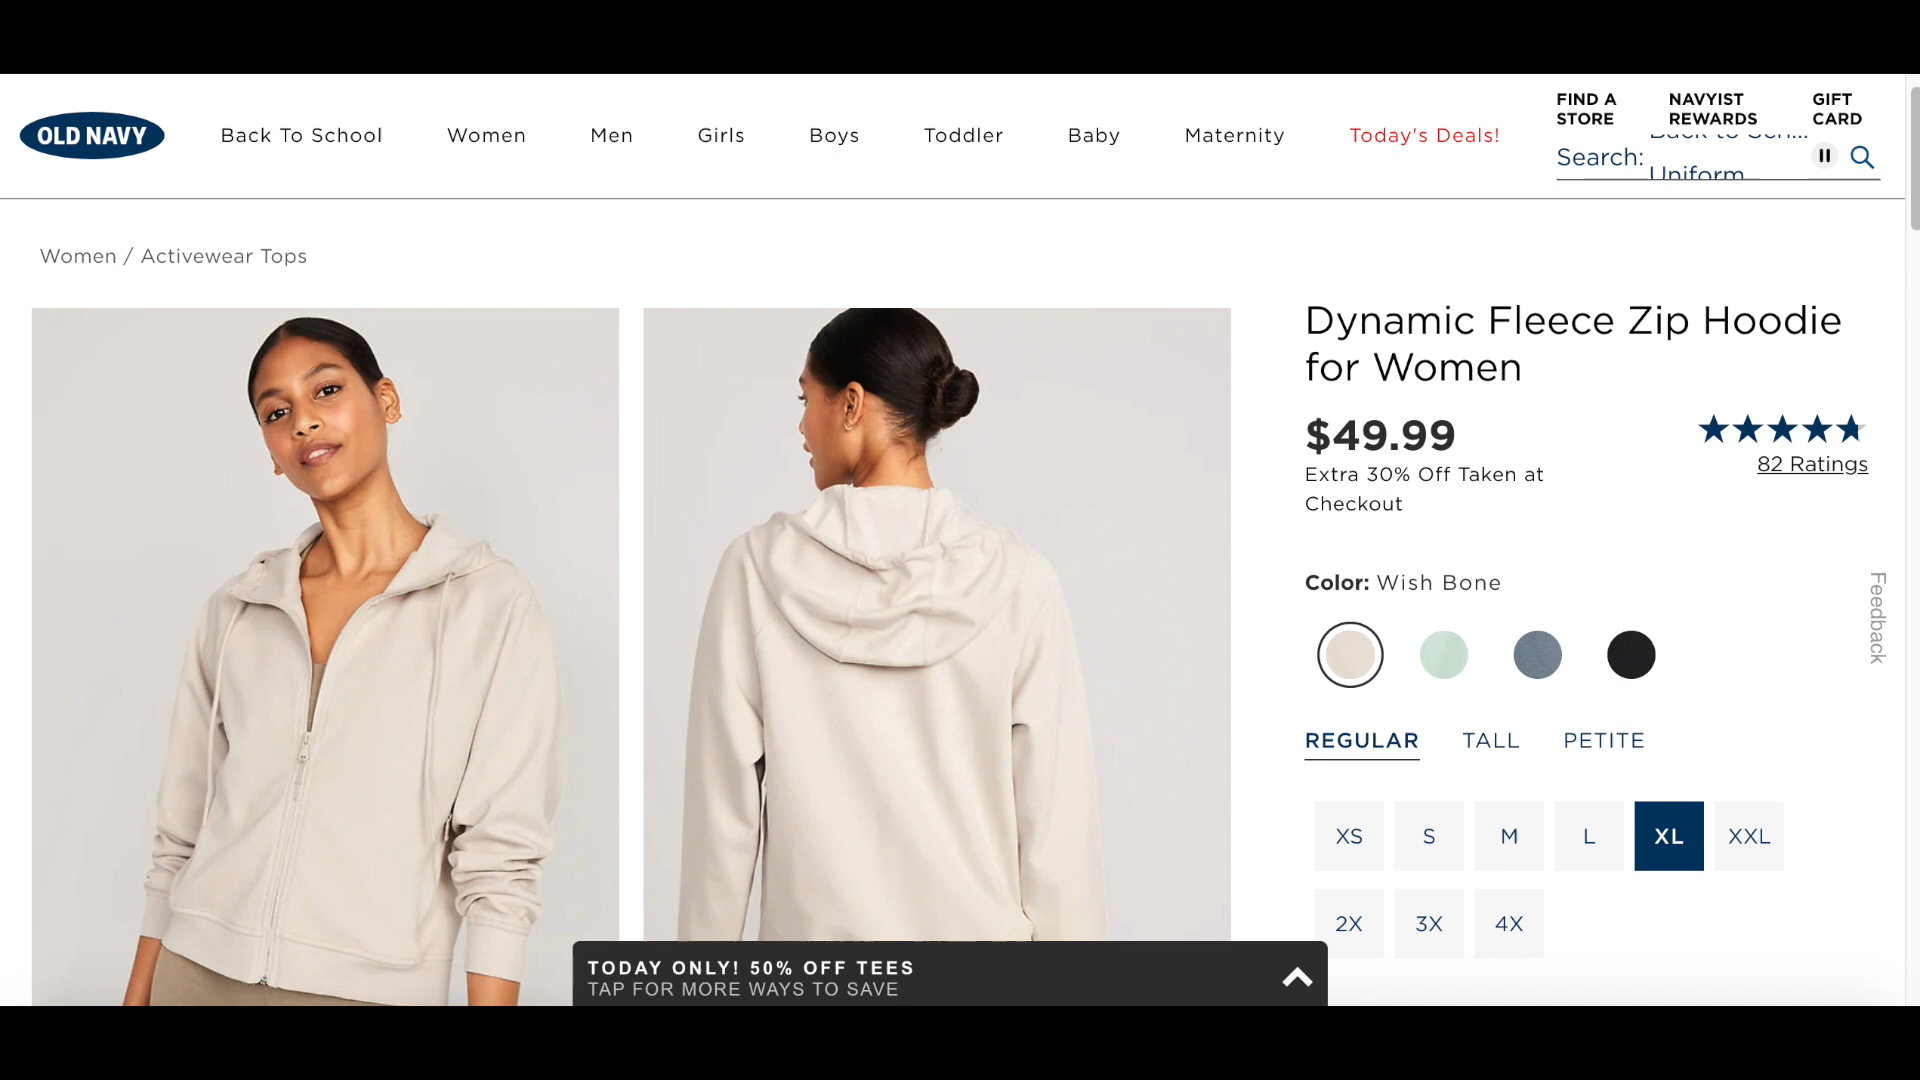 OLD NAVY
Back To School
Women
Men
Girls
Boys
Toddler
Baby
Maternity
Today's Deals!
FIND A
STORE
NAVYIST
REWARDS
GIFT
CARD
Search:
Uniform
Women / Activewear Tops
Dynamic Fleece Zip Hoodie
for Women
$49.99
Extra 30% Off Taken at
Checkout
82 Ratings
Color: Wish Bone
Feedback
REGULAR
TALL
PETITE
XS
S
M
L
XL
XXL
2X
3X
4X
TODAY ONLY! 50% OFF TEES
TAP FOR MORE WAYS TO SAVE